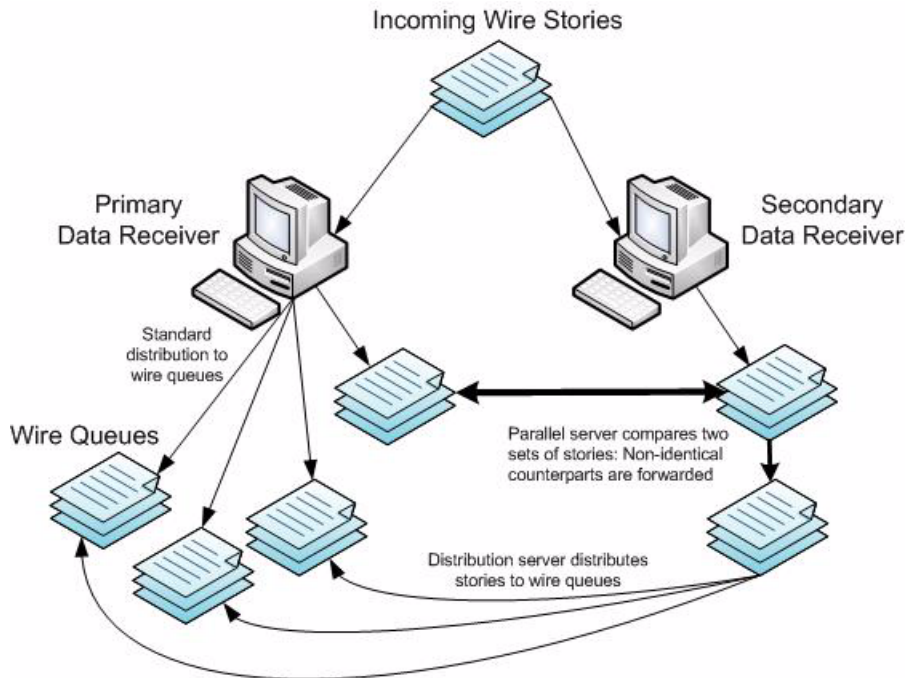 Incoming Wire Stories
Primary
Data Receiver
Secondary
Data Receiver
Standard
distribution to
wire queues
Wire Queues
Parallel server compares two
sets of stories: Non-identical
counterparts are forwarded
Distribution server distributes
stories to wire queues